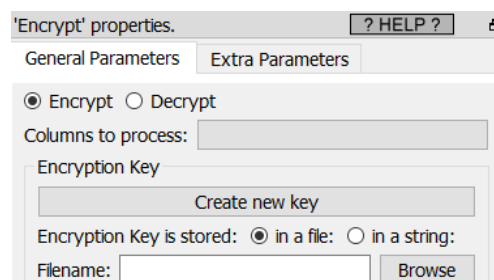 'Encrypt' properties. ? HELP ?
General Parameters Extra Parameters
Encrypt Decrypt
Columns to process:
Encryption Key
Create new key
Encryption Key is stored: in a file: in a string:
Filename: Browse